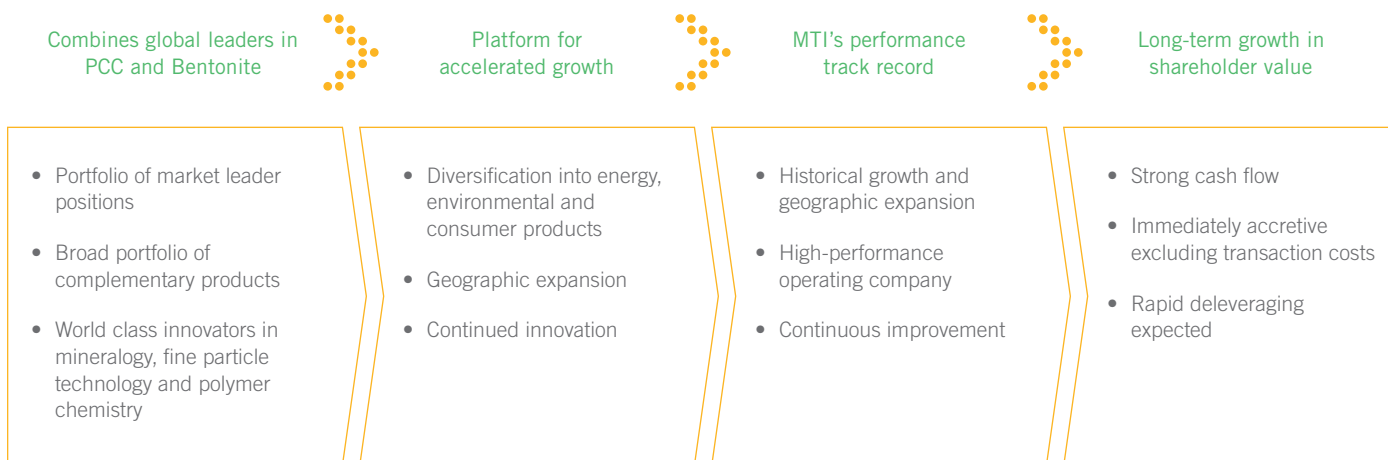 Combines global leaders in
PCC and Bentonite
Platform for
accelerated growth
MTI's performance
track record
Long-term growth in
shareholder value
• Portfolio of market leader
positions
• Broad portfolio of
complementary products
• World class innovators in
mineralogy, fine particle
technology and polymer
chemistry
• Diversification into energy,
environmental and
consumer products
• Geographic expansion
• Continued innovation
• Historical growth and
geographic expansion
• High-performance
operating company
• Continuous improvement
• Strong cash flow
• Immediately accretive
excluding transaction costs
• Rapid deleveraging
expected